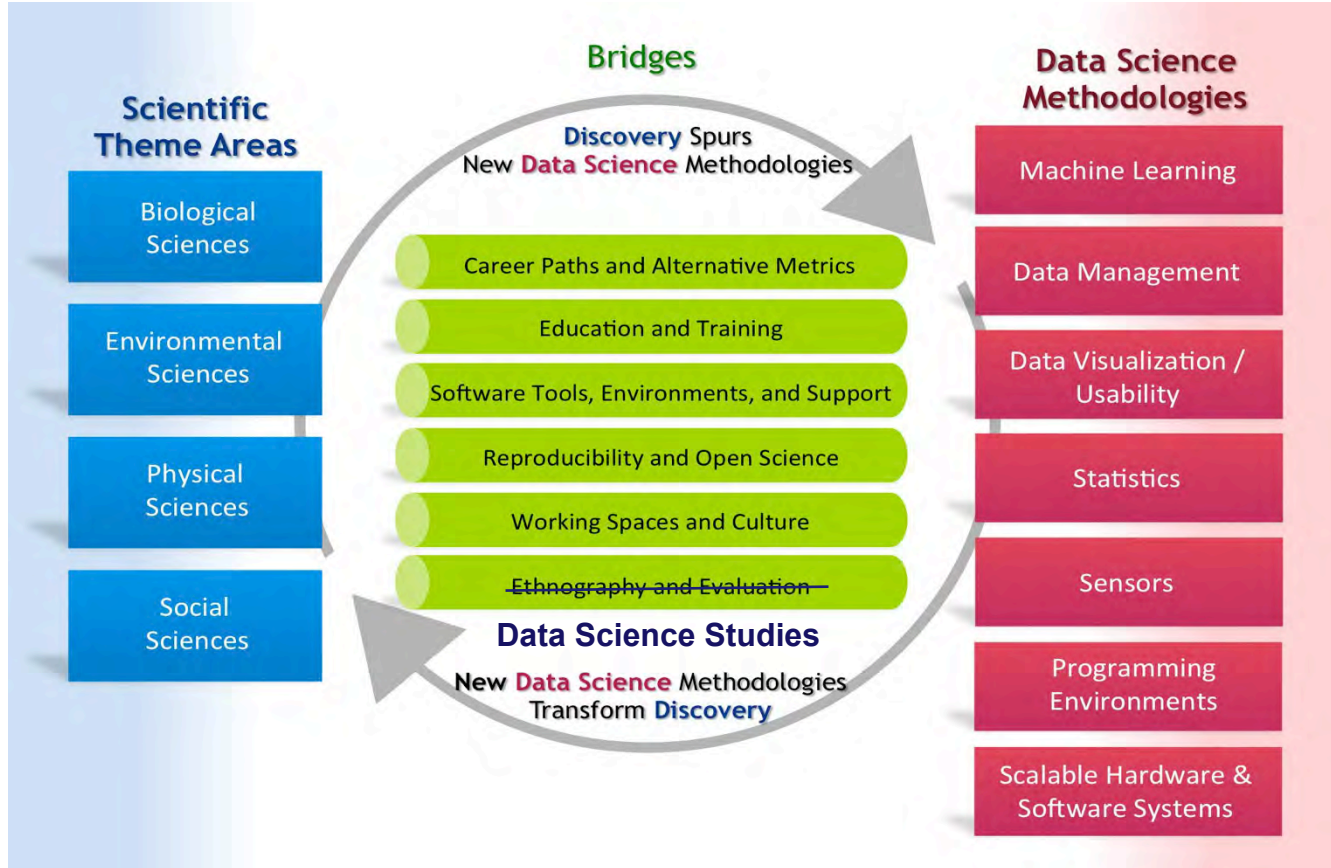 Bridges
Scientific
Theme Areas
Biological
Sciences
Environmental
Sciences
Physical
Sciences
Social
Sciences
Discovery Spurs
New Data Science Methodologies
Career Paths and Alternative Metrics
Education and Training
Software Tools, Environments, and Support
Reproducibility and Open Science
Working Spaces and Culture
Ethnography and Evaluation
Data Science Studies
New Data Science Methodologies
Transform Discovery
Data Science
Methodologies
Machine Learning
Data Management
Data Visualization /
Usability
Statistics
Sensors
Programming
Environments
Scalable Hardware &
Software Systems